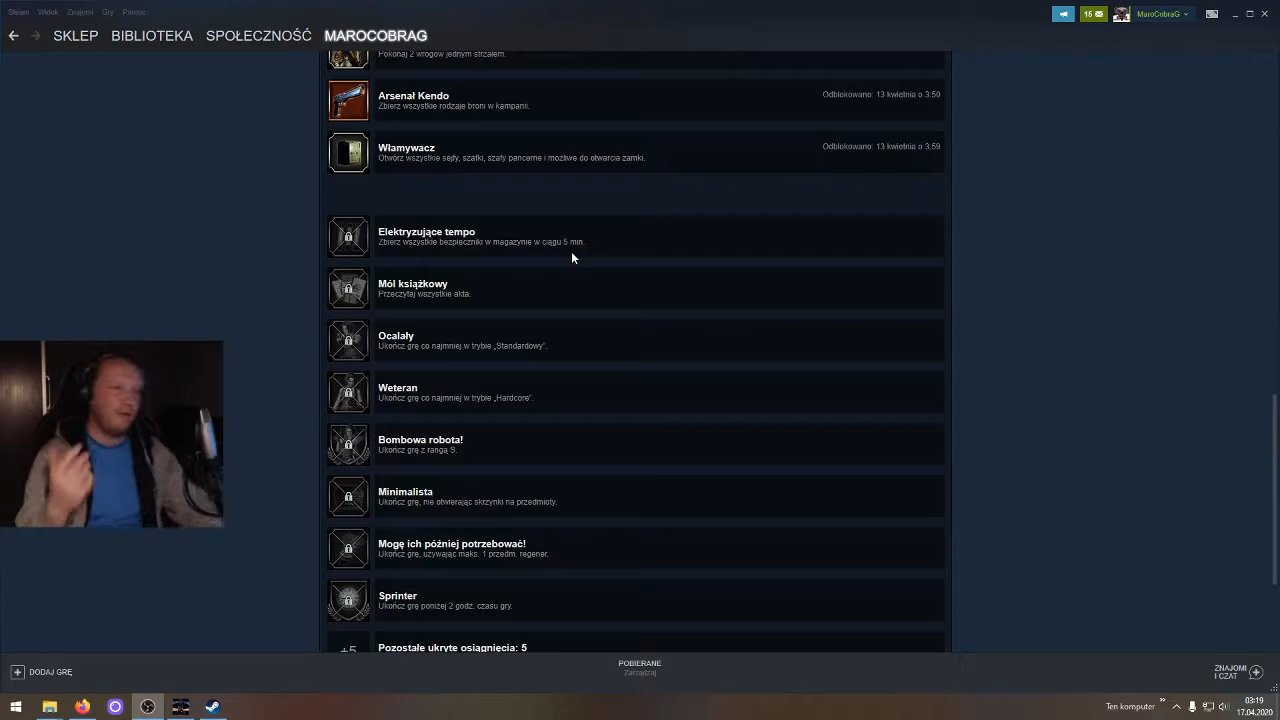 Steam Widok Znajomi Gry Pomoc
15
MaroCobraG
SKLEP BIBLIOTEKA SPOŁECZNOŚĆ MAROCOBRAG
Pokonaj 2 wrogów jednym strzałem.
Arsenał Kendo
Zbierz wszystkie rodzaje broni w kampanii.
Odblokowano: 13 kwietnia o 3:50
Włamywacz
Otwórz wszystkie sejfy, szafki, szafy pancerne i możliwe do otwarcia zamki.
Odblokowano: 13 kwietnia o 3:59
Elektryzujące tempo
Zbierz wszystkie bezpieczniki w magazynie w ciągu 5 min.
Mól książkowy
Przeczytaj wszystkie akta.
Ocalały
Ukończ grę co najmniej w trybie „Standardowy”.
Weteran
Ukończ grę co najmniej w trybie „Hardcore”.
Bombowa robota!
Ukończ grę z rangą S.
Minimalista
Ukończ grę, nie otwierając skrzynki na przedmioty.
Mogę ich później potrzebować!
Ukończ grę, używając maks. 1 przedm. regener.
Sprinter
Ukończ grę poniżej 2 godz. czasu gry.
+5
Pozostałe ukryte osiągnięcia: 5
DODAJ GRĘ
POBIERANE
Zarządzaj
ZNAJOMI
I CZAT
Ten komputer
03:19
17.04.2020